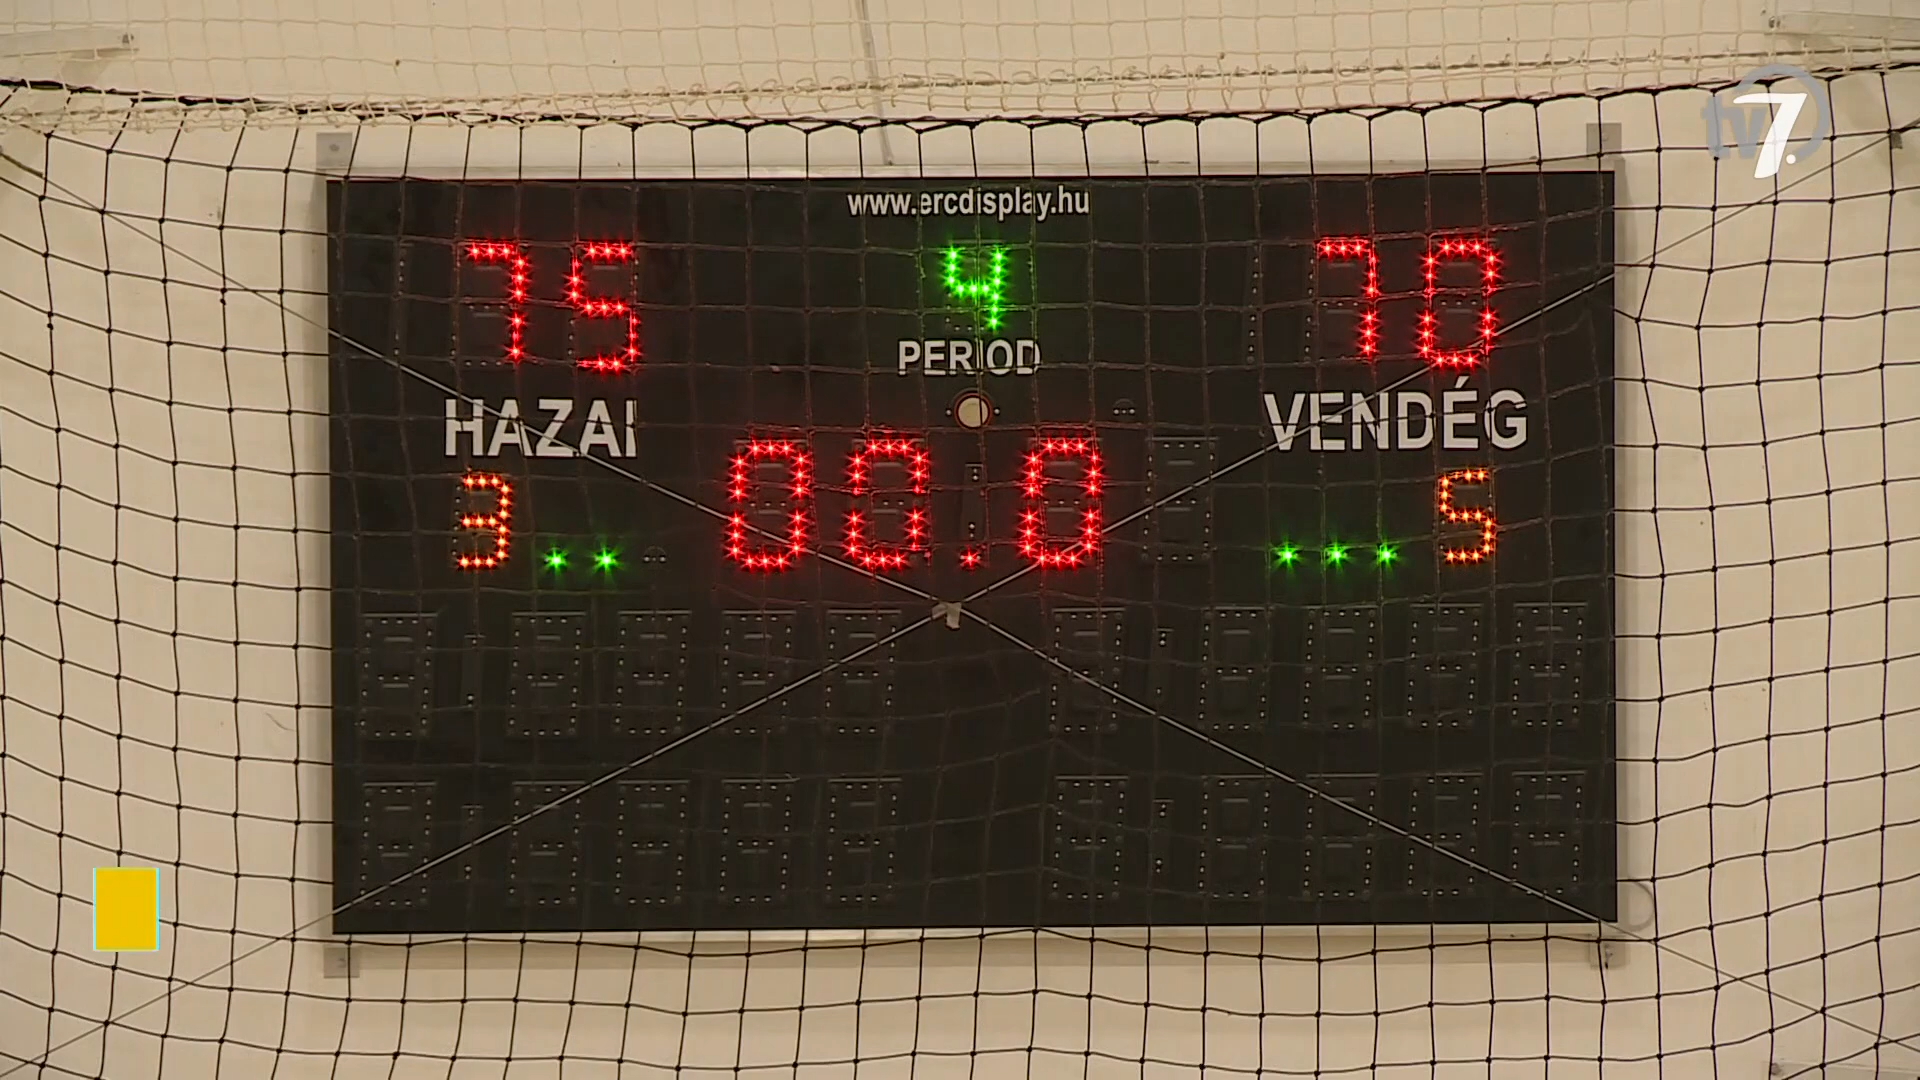 tv7.
www.ercdisplay.hu
75 4 70
PERIOD
HAZAI VENDÉG
3 00.0 5